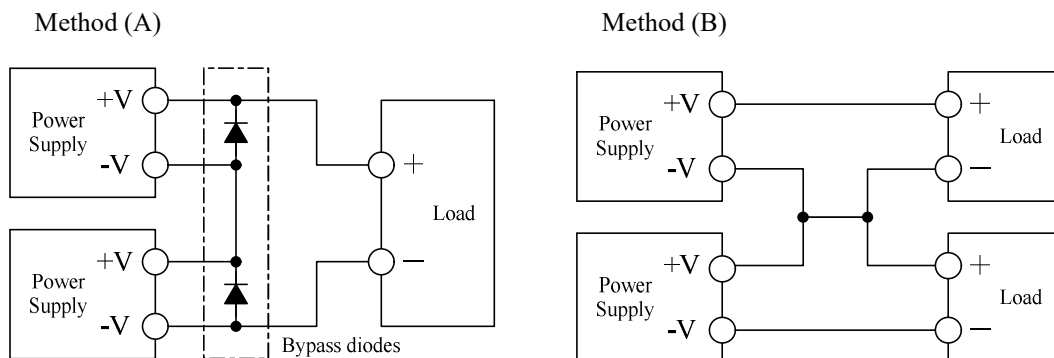 Method (A)
Power
Supply
+V
-V
+
Load
−
Power
Supply
+V
-V
Bypass diodes
Method (B)
Power
Supply
+V
-V
+
Load
−
Power
Supply
+V
-V
+
Load
−